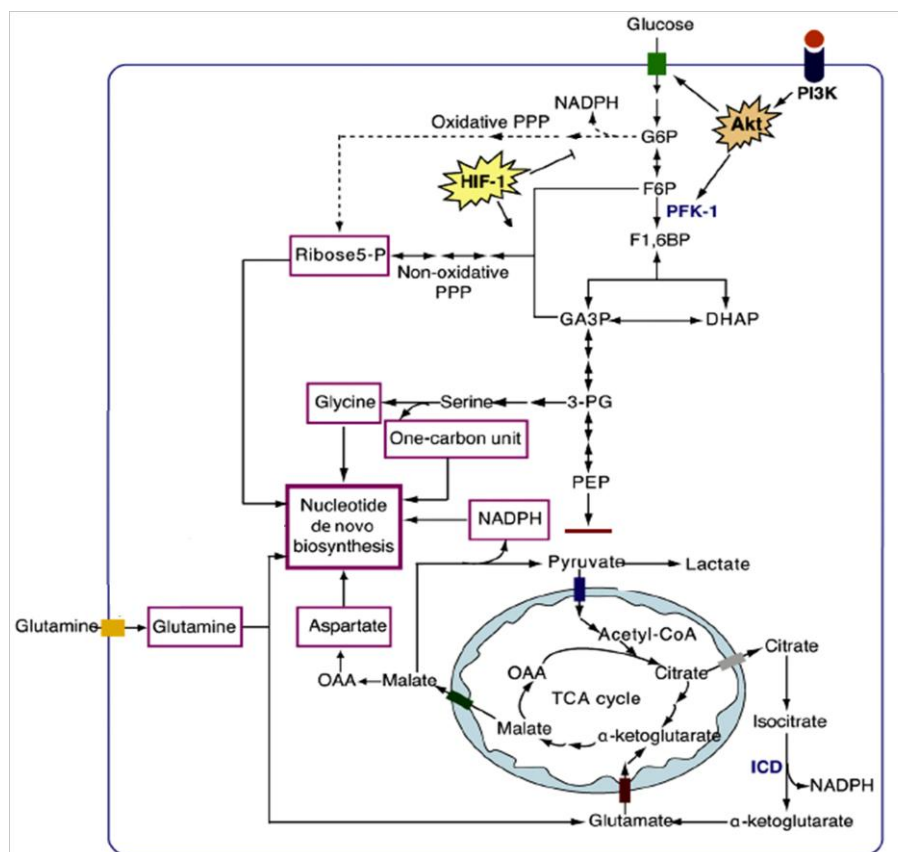 Glucose
PI3K
NADPH
Akt
Oxidative PPP
G6P
HIF-1
F6P
PFK-1
F1,6BP
Ribose5-P
Non-oxidative
PPP
GA3P
DHAP
Glycine
Serine
3-PG
One-carbon unit
PEP
Nucleotide
de novo
biosynthesis
NADPH
Pyruvate
Lactate
Glutamine
Glutamine
Aspartate
Acetyl-CoA
Citrate
OAA
Malate
OAA
Citrate
TCA cycle
Isocitrate
Malate
α-ketoglutarate
ICD
NADPH
Glutamate
α-ketoglutarate